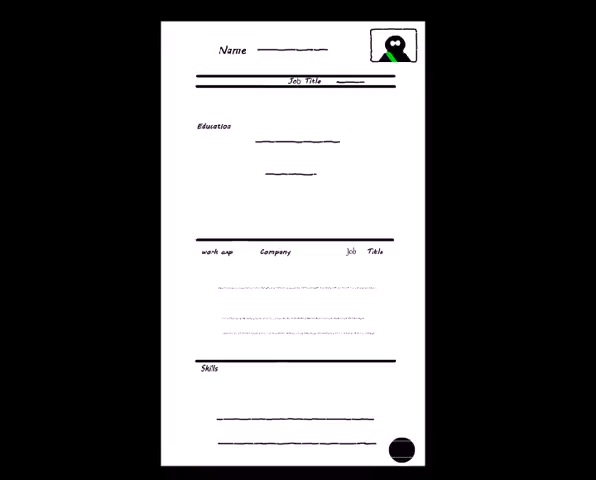 Name
Job Title
Education
work exp Company Job Title
Skills